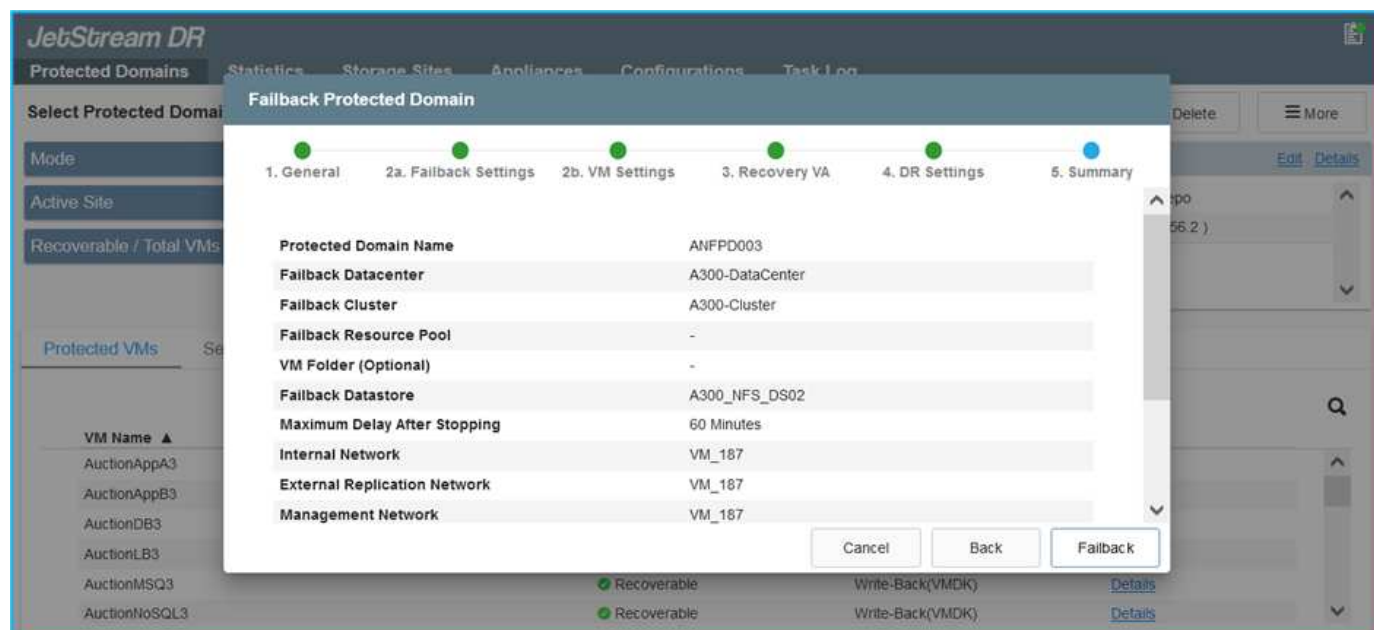 JetStream DR
Protected Domains Statistics Storage Sites Appliances Configurations Task Log
Select Protected Domai Delete More
Failback Protected Domain
Mode Edit Details
1. General 2a. Failback Settings 2b. VM Settings 3. Recovery VA 4. DR Settings 5. Summary
Active Site
56.2 )
Recoverable / Total VMs
Protected Domain Name ANFPD003
Failback Datacenter A300-DataCenter
Failback Cluster A300-Cluster
Failback Resource Pool -
VM Folder (Optional) -
Failback Datastore A300_NFS_DS02
Maximum Delay After Stopping 60 Minutes
Internal Network VM_187
External Replication Network VM_187
Management Network VM_187
Cancel Back Failback
Protected VMs Se
VM Name ▲
AuctionAppA3
AuctionAppB3
AuctionDB3
AuctionLB3
AuctionMSQ3 Recoverable Write-Back(VMDK) Details
AuctionNoSQL3 Recoverable Write-Back(VMDK) Details